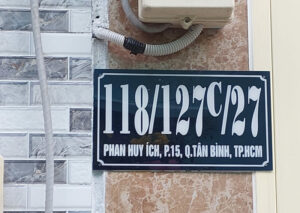 118/127C/27
PHAN HUY ÍCH, P.15, Q.TÂN BÌNH, TP.HCM